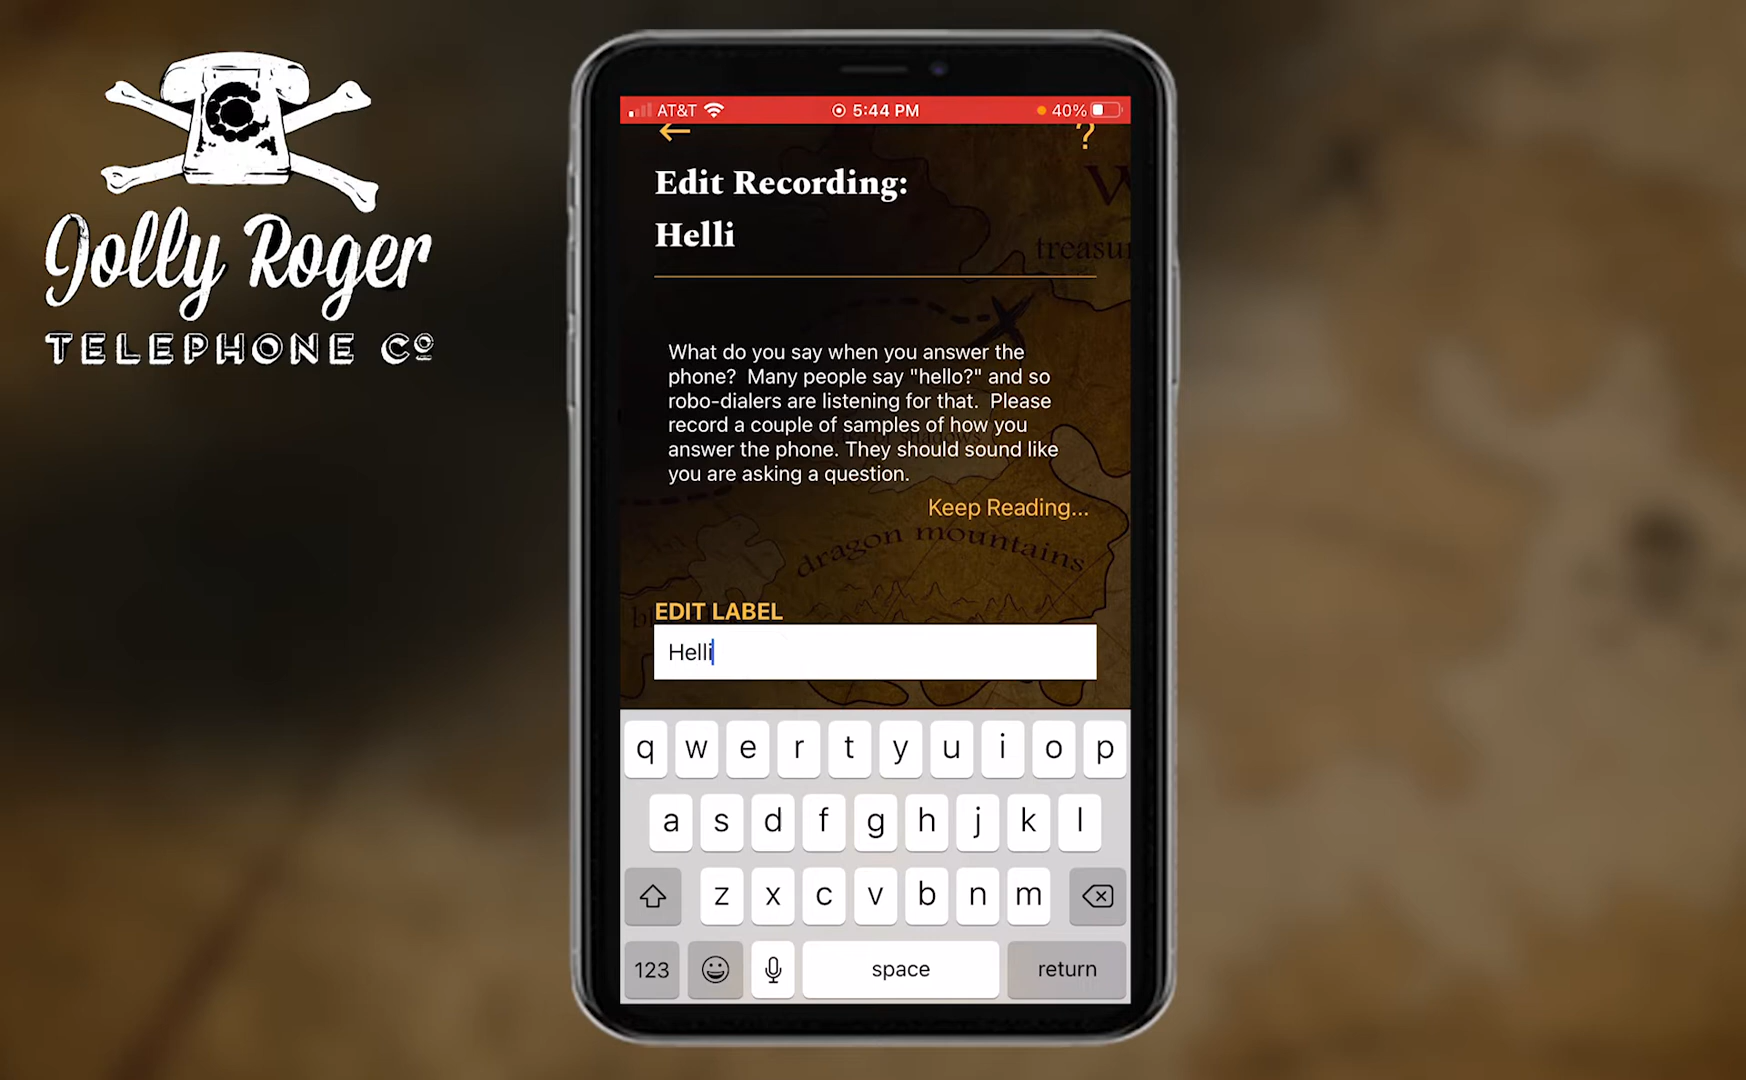 Jolly Roger
TELEPHONE Co
AT&T
5:44 PM
40%
?
Edit Recording:
Helli
treasur
What do you say when you answer the
phone? Many people say "hello?" and so
robo-dialers are listening for that. Please
record a couple of samples of how you
answer the phone. They should sound like
you are asking a question.
Keep Reading...
dragon mountains
EDIT LABEL
Helli
q w e r t y u i o p
a s d f g h j k l
z x c v b n m
123
space
return